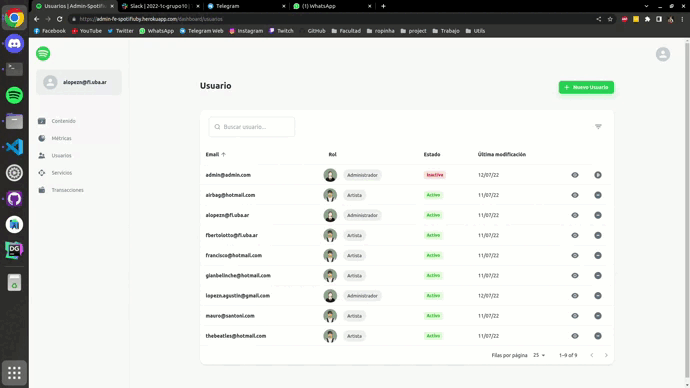 Usuarios | Admin-Spotifiuby
Slack | 2022-1c-grupo10 |
Telegram
(1) WhatsApp
https://admin-fe-spotifiuby.herokuapp.com/dashboard/usuarios
Facebook YouTube Twitter WhatsApp Telegram Web Instagram Twitch GitHub Facultad ropinha project Trabajo Utils
alopezn@fi.uba.ar
Contenido
Métricas
Usuarios
Servicios
Transacciones
Usuario
Nuevo Usuario
Buscar usuario...
Email Rol Estado Última modificación
admin@admin.com Administrador Inactivo 12/07/22
airbag@hotmail.com Artista Activo 11/07/22
alopezn@fi.uba.ar Administrador Activo 11/07/22
fbertolotto@fi.uba.ar Artista Activo 11/07/22
francisco@hotmail.com Artista Activo 11/07/22
gianbelinche@hotmail.com Artista Activo 11/07/22
lopezn.agustin@gmail.com Administrador Activo 12/07/22
mauro@santoni.com Artista Activo 11/07/22
thebeatles@hotmail.com Artista Activo 11/07/22
Filas por página 25 1–9 of 9